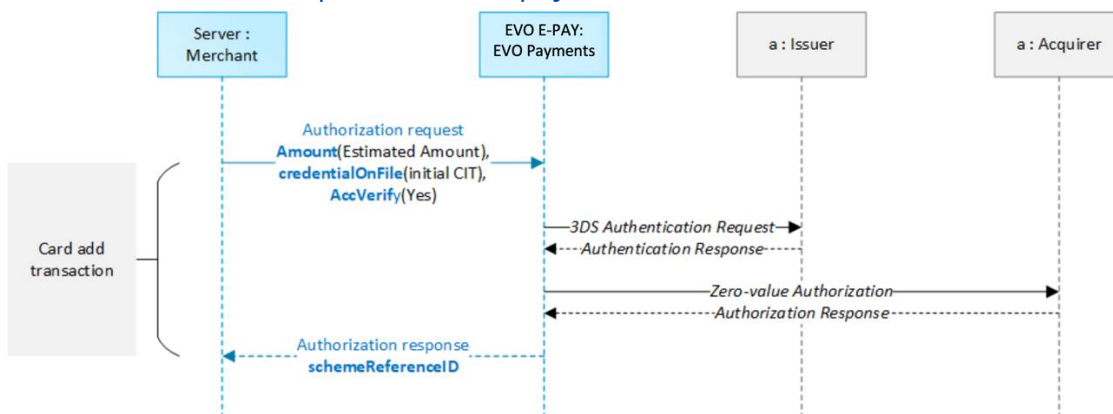 Server :
Merchant
EVO E-PAY:
EVO Payments
a : Issuer
a : Acquirer
Authorization request
Amount(Estimated Amount),
credentialOnFile(initial CIT),
AccVerify(Yes)
3DS Authentication Request
Authentication Response
Card add
transaction
Zero-value Authorization
Authorization Response
Authorization response
schemeReferenceID